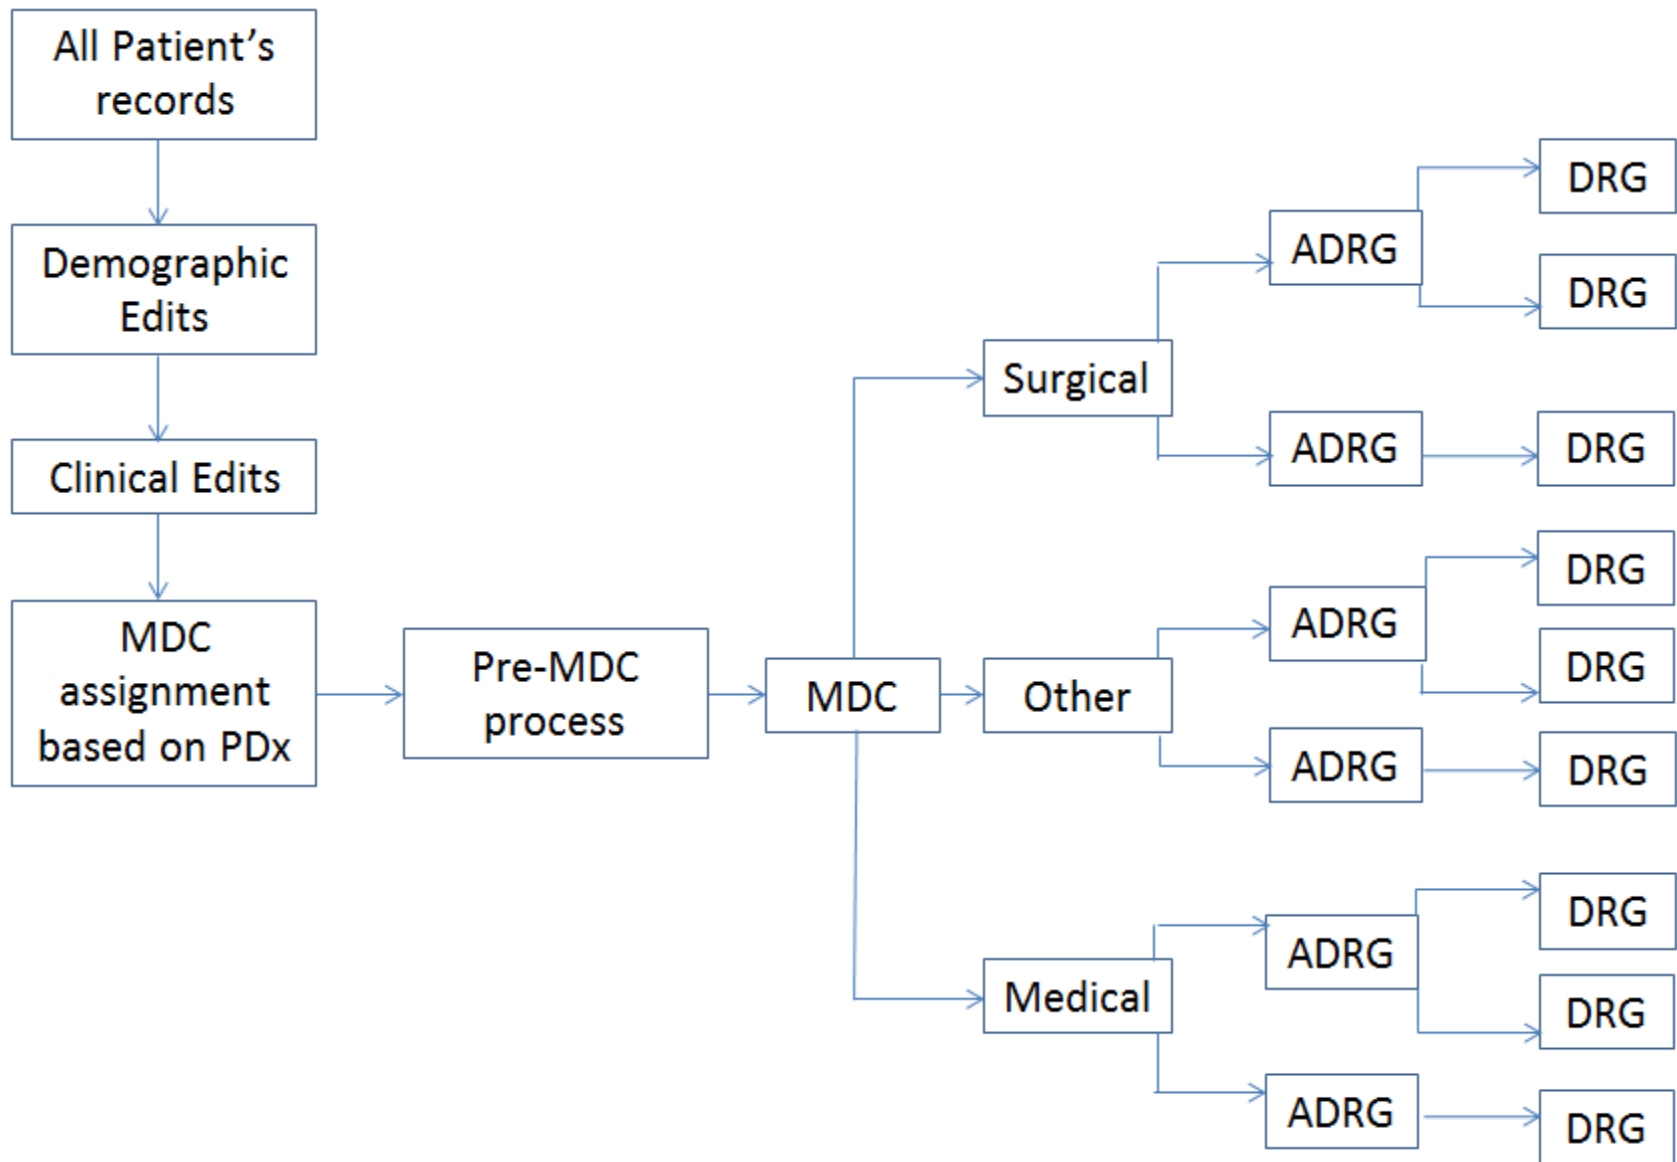 All Patient's
records
Demographic
Edits
Clinical Edits
MDC
assignment
based on PDx
Pre-MDC
process
MDC
Surgical
Other
Medical
ADRG
ADRG
ADRG
ADRG
ADRG
ADRG
DRG
DRG
DRG
DRG
DRG
DRG
DRG
DRG
DRG